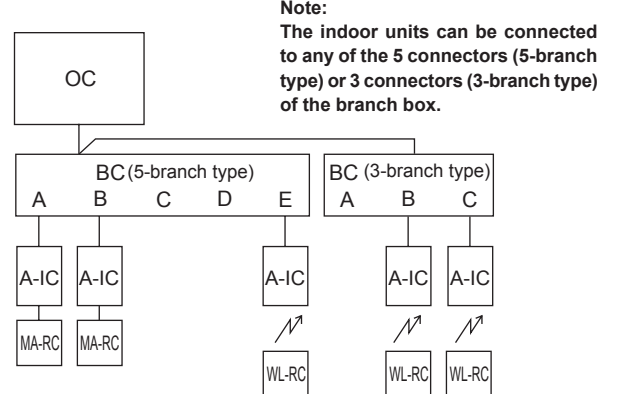 Note:
The indoor units can be connected
to any of the 5 connectors (5-branch
type) or 3 connectors (3-branch type)
of the branch box.
OC
BC (5-branch type)
A B C D E
BC (3-branch type)
A B C
A-IC A-IC A-IC A-IC A-IC
MA-RC MA-RC
WL-RC WL-RC WL-RC